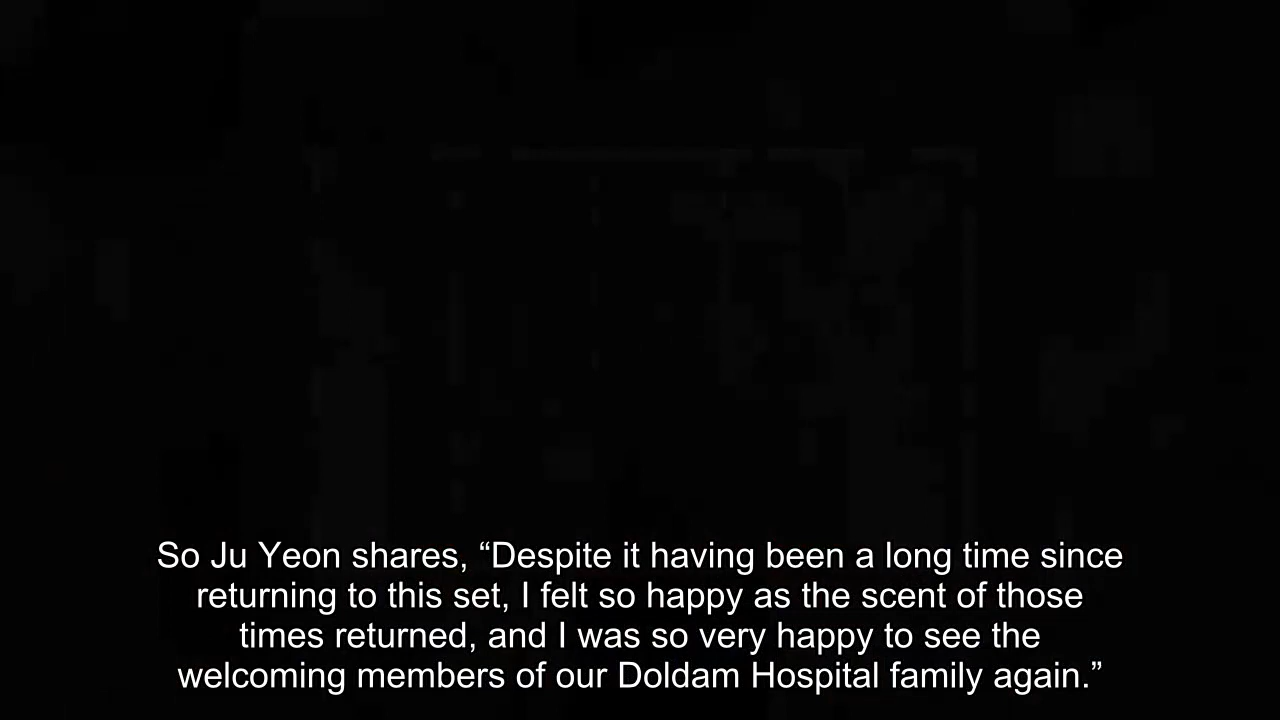 So Ju Yeon shares, “Despite it having been a long time since
returning to this set, I felt so happy as the scent of those
times returned, and I was so very happy to see the
welcoming members of our Doldam Hospital family again.”